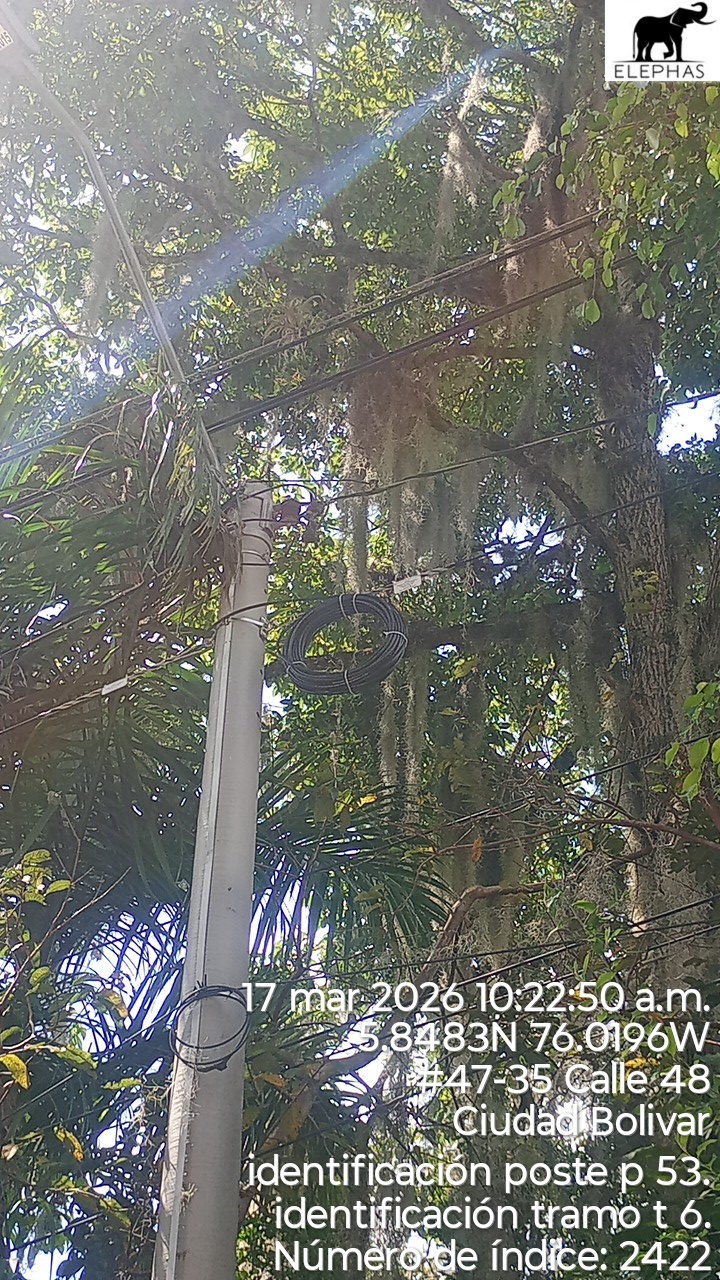 ELEPHAS
17 mar 2026 10:22:50 a.m.
5.8483N 76.0196W
#47-35 Calle 48
Ciudad Bolivar
identificación poste p 53.
identificación tramo t 6.
Número de índice: 2422